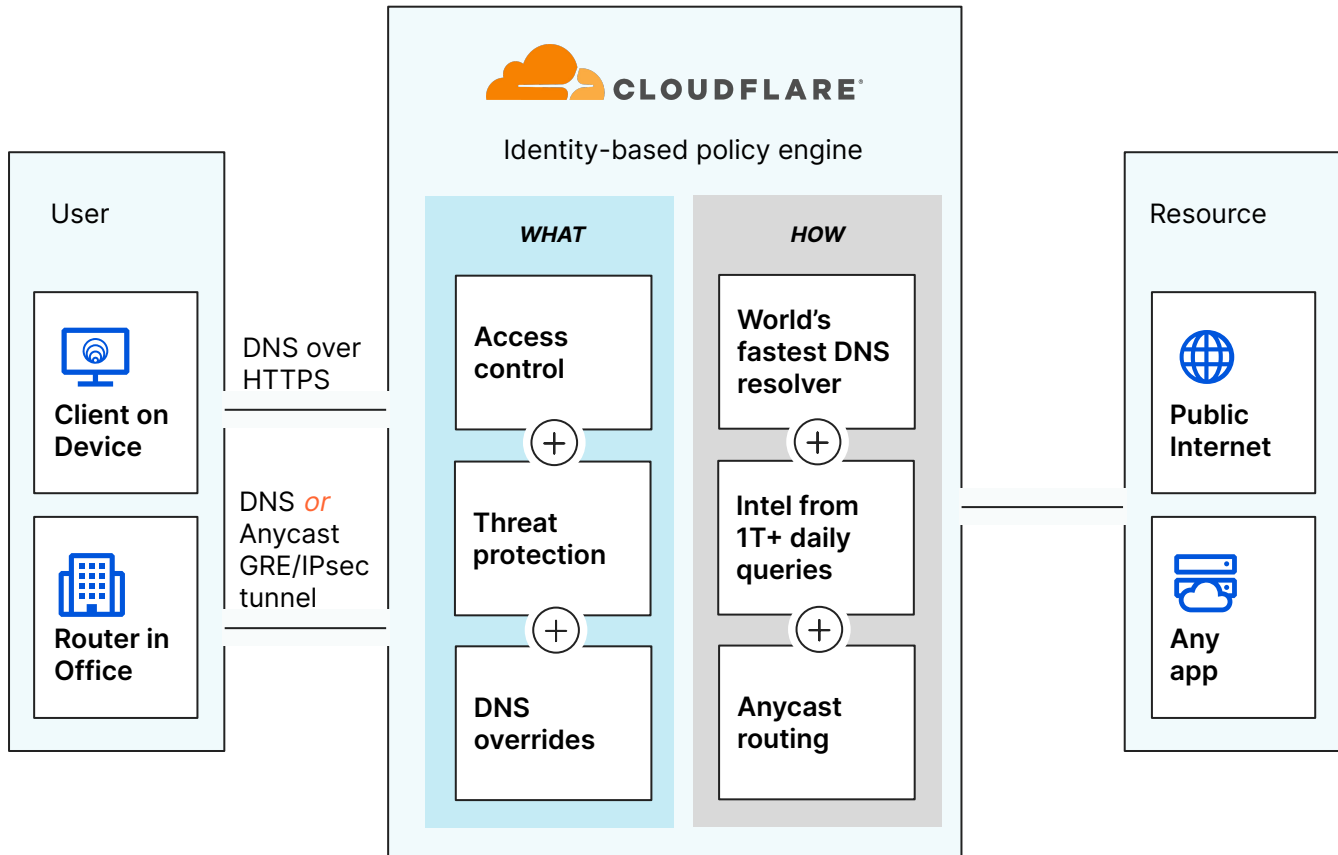 CLOUDFLARE
Identity-based policy engine
User
Client on
Device
Router in
Office
DNS over
HTTPS
DNS or
Anycast
GRE/IPsec
tunnel
WHAT
Access
control
Threat
protection
DNS
overrides
HOW
World’s
fastest DNS
resolver
Intel from
1T+ daily
queries
Anycast
routing
Resource
Public
Internet
Any
app